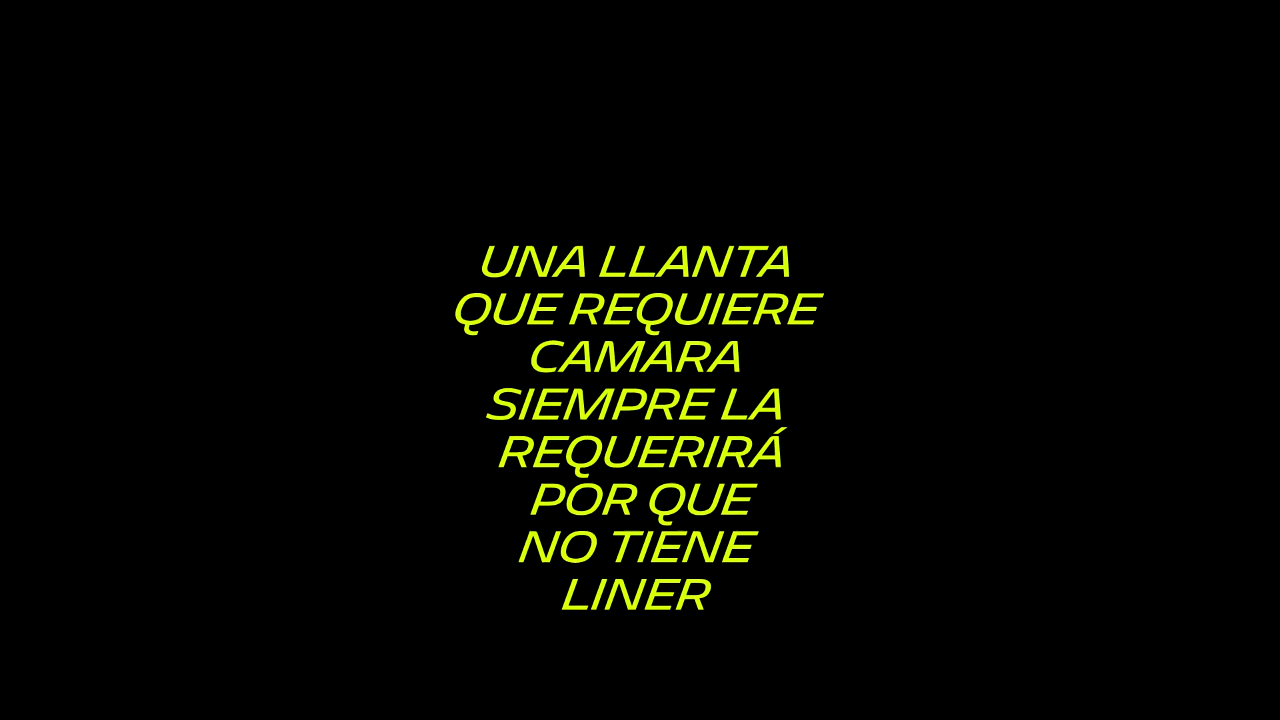 UNA LLANTA
QUE REQUIERE
CAMARA
SIEMPRE LA
REQUERIRÁ
POR QUE
NO TIENE
LINER